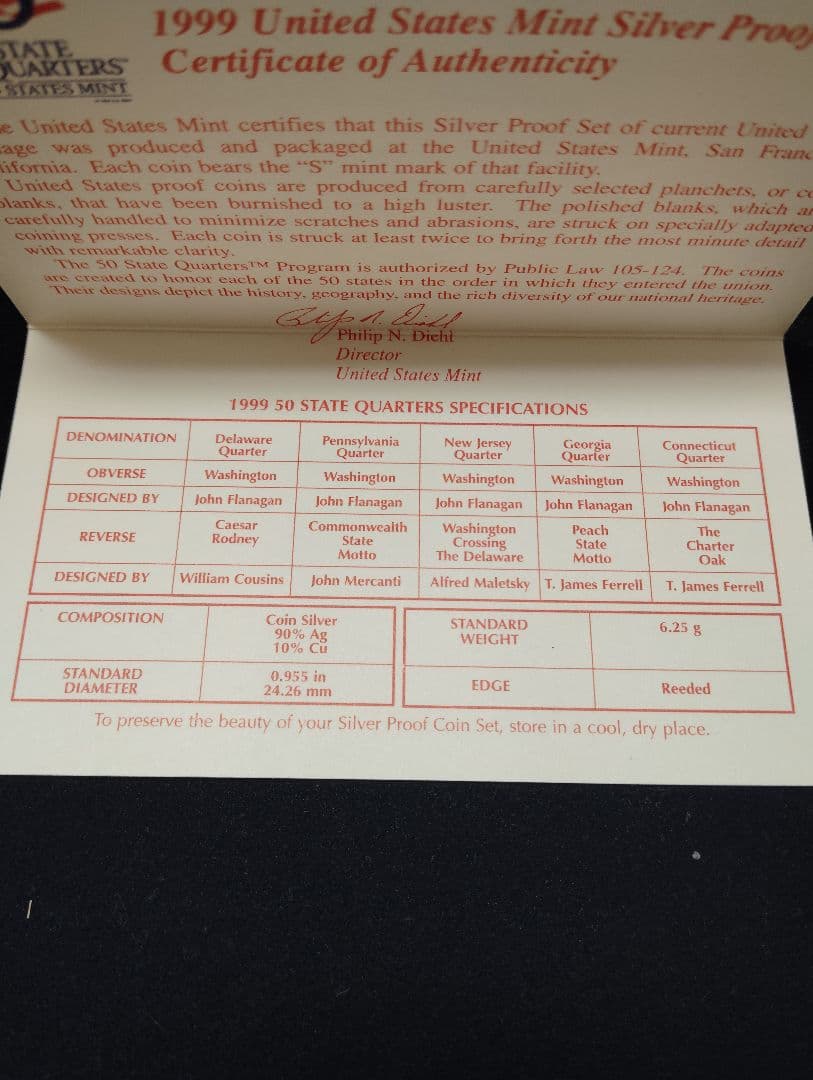 1999 United States Mint Silver Proof
Certificate of Authenticity
STATE
QUARTERS
STATES MINT
United States Mint certifies that this Silver Proof Set of current United
was produced and packaged at the United States Mint, San
Each coin bears the "S" mint mark of that facility.
United States proof coins are produced from carefully selected planchets, or
that have been burnished to a high luster. The polished blanks, which
carefully handled to minimize scratches and abrasions, are struck on specially adapted
coining presses. Each coin is struck at least twice to bring forth the most minute detail
with remarkable clarity.
The 50 State Quarters™ Program is authorized by Public Law 105-124. The coins
are created to honor each of the 50 states in the order in which they entered the union.
Their designs depict the history, geography, and the rich diversity of our national heritage.
Philip N. Diehl
Director
United States Mint
1999 50 STATE QUARTERS SPECIFICATIONS
DENOMINATION Delaware Quarter Pennsylvania Quarter New Jersey Quarter Georgia Quarter Connecticut Quarter
OBVERSE Washington Washington Washington Washington Washington
DESIGNED BY John Flanagan John Flanagan John Flanagan John Flanagan John Flanagan
REVERSE Caesar Rodney Commonwealth State Motto Washington Crossing The Delaware Peach State Motto The Charter Oak
DESIGNED BY William Cousins John Mercanti Alfred Maletsky T. James Ferrell T. James Ferrell
COMPOSITION Coin Silver 90% Ag 10% Cu STANDARD WEIGHT 6.25 g
STANDARD DIAMETER 0.955 in 24.26 mm EDGE Reeded
To preserve the beauty of your Silver Proof Coin Set, store in a cool, dry place.